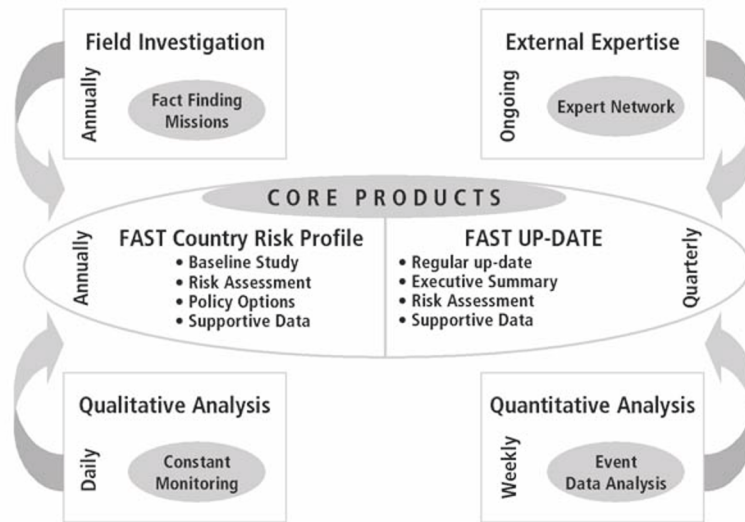 Field Investigation
Annually
Fact Finding
Missions
External Expertise
Ongoing
Expert Network
CORE PRODUCTS
Annually
FAST Country Risk Profile
• Baseline Study
• Risk Assessment
• Policy Options
• Supportive Data
FAST UP-DATE
• Regular up-date
• Executive Summary
• Risk Assessment
• Supportive Data
Quarterly
Qualitative Analysis
Daily
Constant
Monitoring
Quantitative Analysis
Weekly
Event
Data Analysis